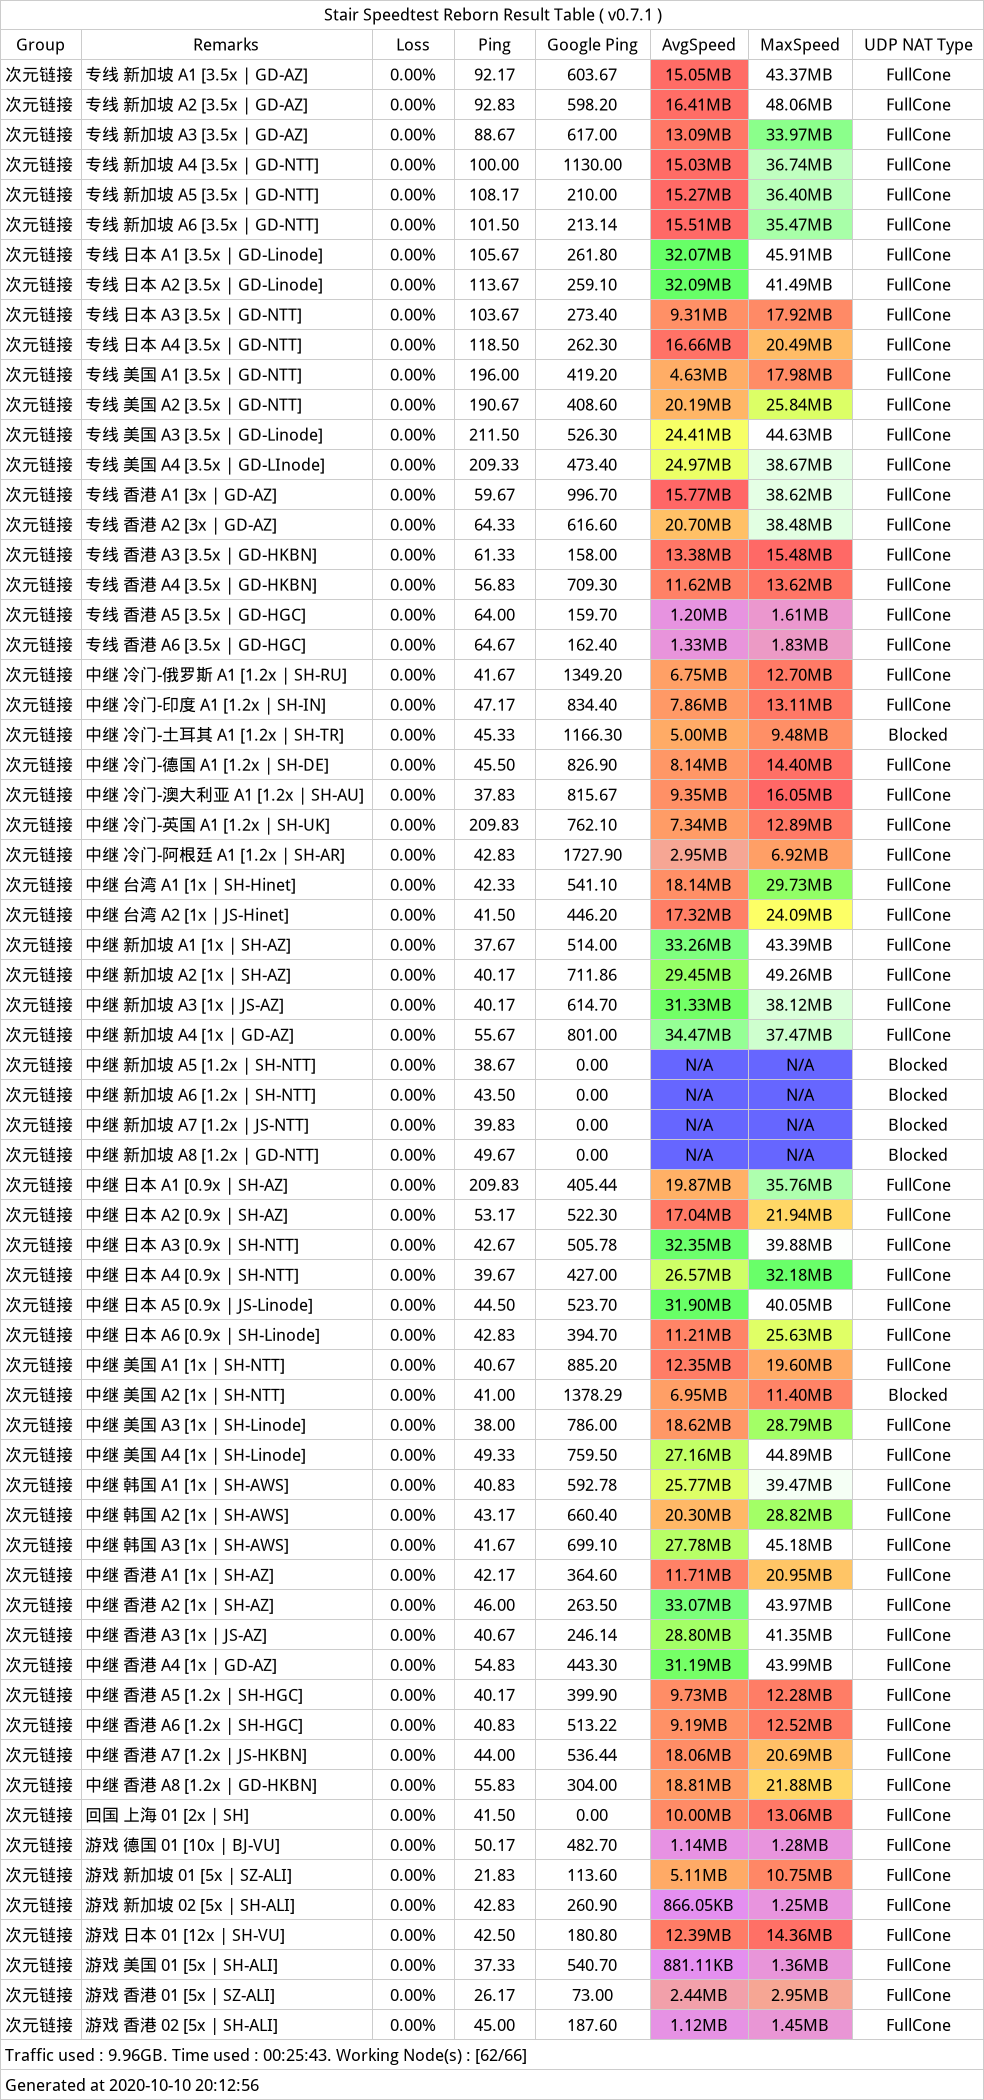 Stair Speedtest Reborn Result Table ( v0.7.1 )
Group Remarks Loss Ping Google Ping AvgSpeed MaxSpeed UDP NAT Type
次元链接 专线 新加坡 A1 [3.5x | GD-AZ] 0.00% 92.17 603.67 15.05MB 43.37MB FullCone
次元链接 专线 新加坡 A2 [3.5x | GD-AZ] 0.00% 92.83 598.20 16.41MB 48.06MB FullCone
次元链接 专线 新加坡 A3 [3.5x | GD-AZ] 0.00% 88.67 617.00 13.09MB 33.97MB FullCone
次元链接 专线 新加坡 A4 [3.5x | GD-NTT] 0.00% 100.00 1130.00 15.03MB 36.74MB FullCone
次元链接 专线 新加坡 A5 [3.5x | GD-NTT] 0.00% 108.17 210.00 15.27MB 36.40MB FullCone
次元链接 专线 新加坡 A6 [3.5x | GD-NTT] 0.00% 101.50 213.14 15.51MB 35.47MB FullCone
次元链接 专线 日本 A1 [3.5x | GD-Linode] 0.00% 105.67 261.80 32.07MB 45.91MB FullCone
次元链接 专线 日本 A2 [3.5x | GD-Linode] 0.00% 113.67 259.10 32.09MB 41.49MB FullCone
次元链接 专线 日本 A3 [3.5x | GD-NTT] 0.00% 103.67 273.40 9.31MB 17.92MB FullCone
次元链接 专线 日本 A4 [3.5x | GD-NTT] 0.00% 118.50 262.30 16.66MB 20.49MB FullCone
次元链接 专线 美国 A1 [3.5x | GD-NTT] 0.00% 196.00 419.20 4.63MB 17.98MB FullCone
次元链接 专线 美国 A2 [3.5x | GD-NTT] 0.00% 190.67 408.60 20.19MB 25.84MB FullCone
次元链接 专线 美国 A3 [3.5x | GD-Linode] 0.00% 211.50 526.30 24.41MB 44.63MB FullCone
次元链接 专线 美国 A4 [3.5x | GD-LInode] 0.00% 209.33 473.40 24.97MB 38.67MB FullCone
次元链接 专线 香港 A1 [3x | GD-AZ] 0.00% 59.67 996.70 15.77MB 38.62MB FullCone
次元链接 专线 香港 A2 [3x | GD-AZ] 0.00% 64.33 616.60 20.70MB 38.48MB FullCone
次元链接 专线 香港 A3 [3.5x | GD-HKBN] 0.00% 61.33 158.00 13.38MB 15.48MB FullCone
次元链接 专线 香港 A4 [3.5x | GD-HKBN] 0.00% 56.83 709.30 11.62MB 13.62MB FullCone
次元链接 专线 香港 A5 [3.5x | GD-HGC] 0.00% 64.00 159.70 1.20MB 1.61MB FullCone
次元链接 专线 香港 A6 [3.5x | GD-HGC] 0.00% 64.67 162.40 1.33MB 1.83MB FullCone
次元链接 中继 冷门-俄罗斯 A1 [1.2x | SH-RU] 0.00% 41.67 1349.20 6.75MB 12.70MB FullCone
次元链接 中继 冷门-印度 A1 [1.2x | SH-IN] 0.00% 47.17 834.40 7.86MB 13.11MB FullCone
次元链接 中继 冷门-土耳其 A1 [1.2x | SH-TR] 0.00% 45.33 1166.30 5.00MB 9.48MB Blocked
次元链接 中继 冷门-德国 A1 [1.2x | SH-DE] 0.00% 45.50 826.90 8.14MB 14.40MB FullCone
次元链接 中继 冷门-澳大利亚 A1 [1.2x | SH-AU] 0.00% 37.83 815.67 9.35MB 16.05MB FullCone
次元链接 中继 冷门-英国 A1 [1.2x | SH-UK] 0.00% 209.83 762.10 7.34MB 12.89MB FullCone
次元链接 中继 冷门-阿根廷 A1 [1.2x | SH-AR] 0.00% 42.83 1727.90 2.95MB 6.92MB FullCone
次元链接 中继 台湾 A1 [1x | SH-Hinet] 0.00% 42.33 541.10 18.14MB 29.73MB FullCone
次元链接 中继 台湾 A2 [1x | JS-Hinet] 0.00% 41.50 446.20 17.32MB 24.09MB FullCone
次元链接 中继 新加坡 A1 [1x | SH-AZ] 0.00% 37.67 514.00 33.26MB 43.39MB FullCone
次元链接 中继 新加坡 A2 [1x | SH-AZ] 0.00% 40.17 711.86 29.45MB 49.26MB FullCone
次元链接 中继 新加坡 A3 [1x | JS-AZ] 0.00% 40.17 614.70 31.33MB 38.12MB FullCone
次元链接 中继 新加坡 A4 [1x | GD-AZ] 0.00% 55.67 801.00 34.47MB 37.47MB FullCone
次元链接 中继 新加坡 A5 [1.2x | SH-NTT] 0.00% 38.67 0.00 N/A N/A Blocked
次元链接 中继 新加坡 A6 [1.2x | SH-NTT] 0.00% 43.50 0.00 N/A N/A Blocked
次元链接 中继 新加坡 A7 [1.2x | JS-NTT] 0.00% 39.83 0.00 N/A N/A Blocked
次元链接 中继 新加坡 A8 [1.2x | GD-NTT] 0.00% 49.67 0.00 N/A N/A Blocked
次元链接 中继 日本 A1 [0.9x | SH-AZ] 0.00% 209.83 405.44 19.87MB 35.76MB FullCone
次元链接 中继 日本 A2 [0.9x | SH-AZ] 0.00% 53.17 522.30 17.04MB 21.94MB FullCone
次元链接 中继 日本 A3 [0.9x | SH-NTT] 0.00% 42.67 505.78 32.35MB 39.88MB FullCone
次元链接 中继 日本 A4 [0.9x | SH-NTT] 0.00% 39.67 427.00 26.57MB 32.18MB FullCone
次元链接 中继 日本 A5 [0.9x | JS-Linode] 0.00% 44.50 523.70 31.90MB 40.05MB FullCone
次元链接 中继 日本 A6 [0.9x | SH-Linode] 0.00% 42.83 394.70 11.21MB 25.63MB FullCone
次元链接 中继 美国 A1 [1x | SH-NTT] 0.00% 40.67 885.20 12.35MB 19.60MB FullCone
次元链接 中继 美国 A2 [1x | SH-NTT] 0.00% 41.00 1378.29 6.95MB 11.40MB Blocked
次元链接 中继 美国 A3 [1x | SH-Linode] 0.00% 38.00 786.00 18.62MB 28.79MB FullCone
次元链接 中继 美国 A4 [1x | SH-Linode] 0.00% 49.33 759.50 27.16MB 44.89MB FullCone
次元链接 中继 韩国 A1 [1x | SH-AWS] 0.00% 40.83 592.78 25.77MB 39.47MB FullCone
次元链接 中继 韩国 A2 [1x | SH-AWS] 0.00% 43.17 660.40 20.30MB 28.82MB FullCone
次元链接 中继 韩国 A3 [1x | SH-AWS] 0.00% 41.67 699.10 27.78MB 45.18MB FullCone
次元链接 中继 香港 A1 [1x | SH-AZ] 0.00% 42.17 364.60 11.71MB 20.95MB FullCone
次元链接 中继 香港 A2 [1x | SH-AZ] 0.00% 46.00 263.50 33.07MB 43.97MB FullCone
次元链接 中继 香港 A3 [1x | JS-AZ] 0.00% 40.67 246.14 28.80MB 41.35MB FullCone
次元链接 中继 香港 A4 [1x | GD-AZ] 0.00% 54.83 443.30 31.19MB 43.99MB FullCone
次元链接 中继 香港 A5 [1.2x | SH-HGC] 0.00% 40.17 399.90 9.73MB 12.28MB FullCone
次元链接 中继 香港 A6 [1.2x | SH-HGC] 0.00% 40.83 513.22 9.19MB 12.52MB FullCone
次元链接 中继 香港 A7 [1.2x | JS-HKBN] 0.00% 44.00 536.44 18.06MB 20.69MB FullCone
次元链接 中继 香港 A8 [1.2x | GD-HKBN] 0.00% 55.83 304.00 18.81MB 21.88MB FullCone
次元链接 回国 上海 01 [2x | SH] 0.00% 41.50 0.00 10.00MB 13.06MB FullCone
次元链接 游戏 德国 01 [10x | BJ-VU] 0.00% 50.17 482.70 1.14MB 1.28MB FullCone
次元链接 游戏 新加坡 01 [5x | SZ-ALI] 0.00% 21.83 113.60 5.11MB 10.75MB FullCone
次元链接 游戏 新加坡 02 [5x | SH-ALI] 0.00% 42.83 260.90 866.05KB 1.25MB FullCone
次元链接 游戏 日本 01 [12x | SH-VU] 0.00% 42.50 180.80 12.39MB 14.36MB FullCone
次元链接 游戏 美国 01 [5x | SH-ALI] 0.00% 37.33 540.70 881.11KB 1.36MB FullCone
次元链接 游戏 香港 01 [5x | SZ-ALI] 0.00% 26.17 73.00 2.44MB 2.95MB FullCone
次元链接 游戏 香港 02 [5x | SH-ALI] 0.00% 45.00 187.60 1.12MB 1.45MB FullCone
Traffic used : 9.96GB. Time used : 00:25:43. Working Node(s) : [62/66]
Generated at 2020-10-10 20:12:56